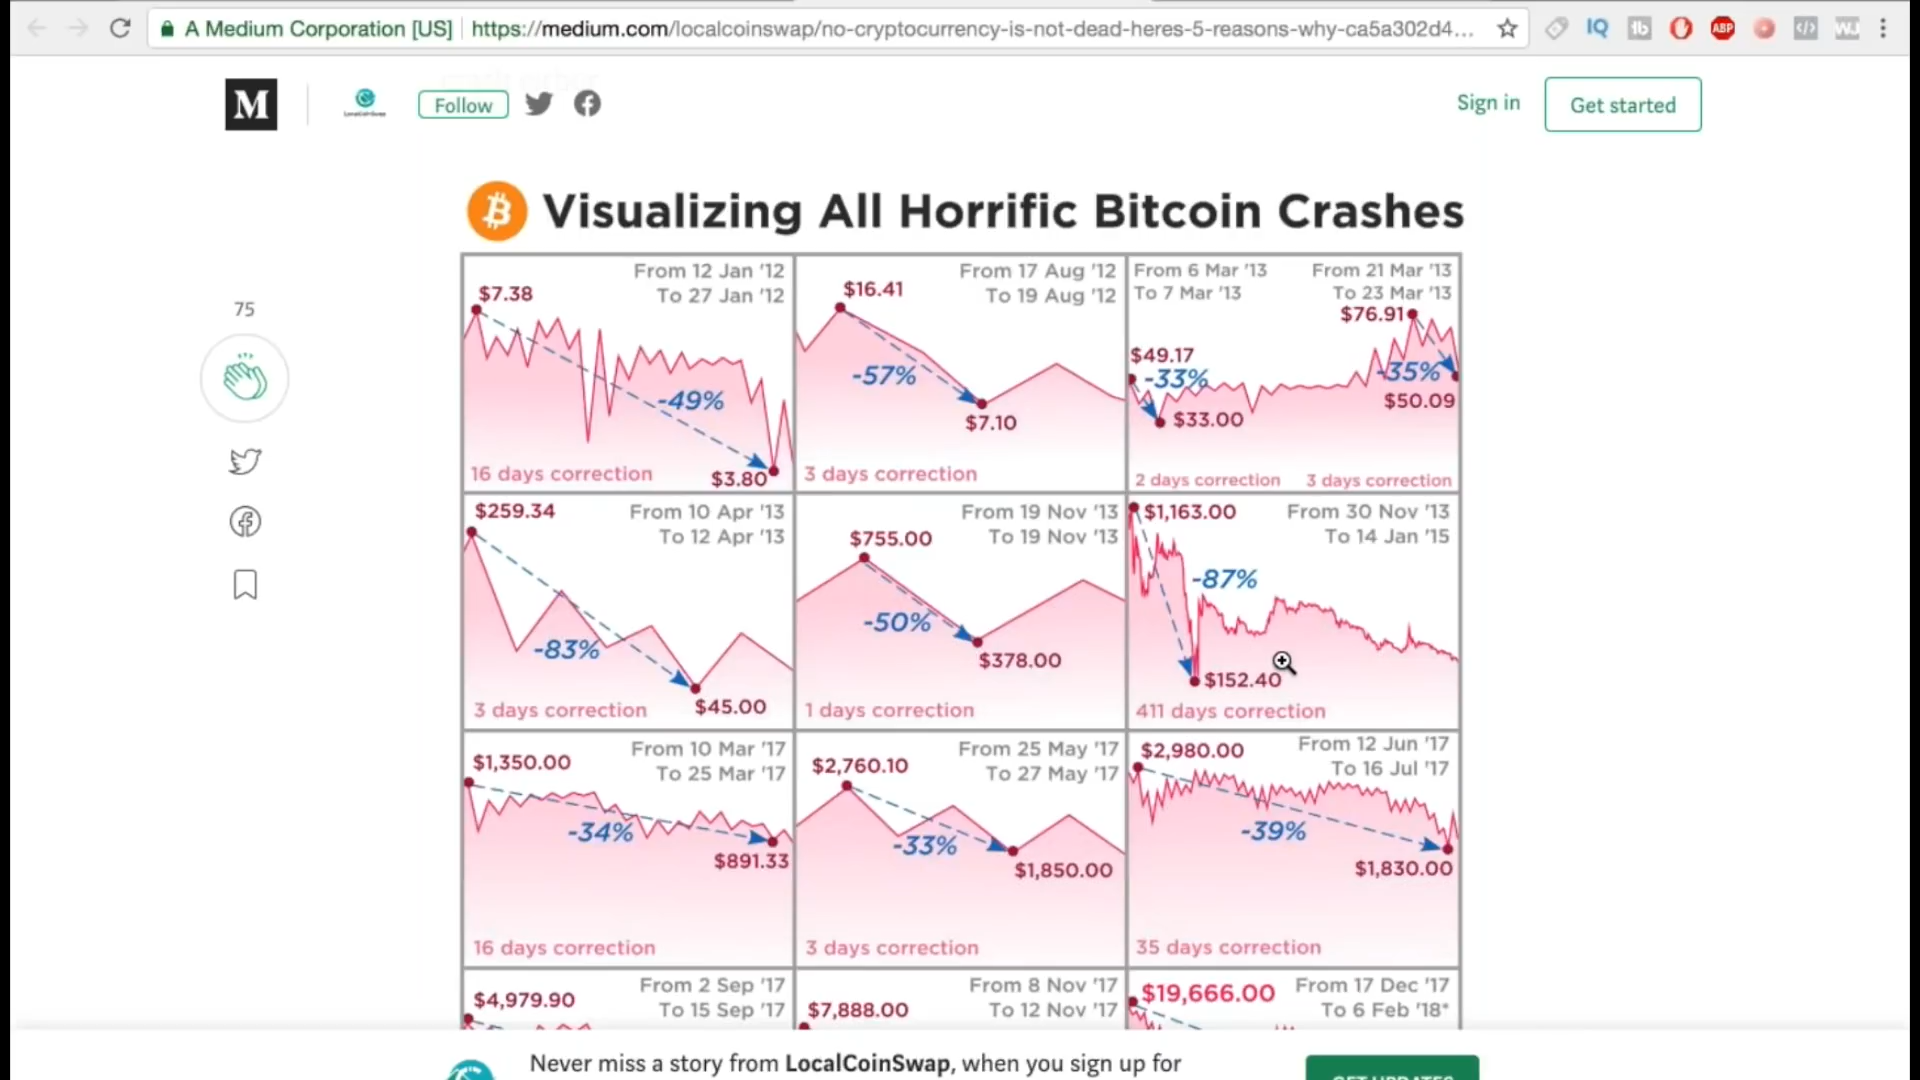 A Medium Corporation [US]
https://medium.com/localcoinswap/no-cryptocurrency-is-not-dead-heres-5-reasons-why-ca5a302d4...
IQ
ABP
WJ
M
LocalCoinSwap
Follow
Sign in
Get started
Visualizing All Horrific Bitcoin Crashes
75
From 12 Jan '12
To 27 Jan '12
$7.38
-49%
$3.80
16 days correction
From 17 Aug '12
To 19 Aug '12
$16.41
-57%
$7.10
3 days correction
From 6 Mar '13
To 7 Mar '13
$49.17
-33%
$33.00
2 days correction
From 21 Mar '13
To 23 Mar '13
$76.91
-35%
$50.09
3 days correction
$259.34
From 10 Apr '13
To 12 Apr '13
-83%
$45.00
3 days correction
From 19 Nov '13
To 19 Nov '13
$755.00
-50%
$378.00
1 days correction
$1,163.00
From 30 Nov '13
To 14 Jan '15
-87%
$152.40
411 days correction
From 10 Mar '17
To 25 Mar '17
$1,350.00
-34%
$891.33
16 days correction
From 25 May '17
To 27 May '17
$2,760.10
-33%
$1,850.00
3 days correction
From 12 Jun '17
To 16 Jul '17
$2,980.00
-39%
$1,830.00
35 days correction
From 2 Sep '17
To 15 Sep '17
$4,979.90
From 8 Nov '17
To 12 Nov '17
$7,888.00
$19,666.00
From 17 Dec '17
To 6 Feb '18*
Never miss a story from LocalCoinSwap, when you sign up for
GET UPDATES